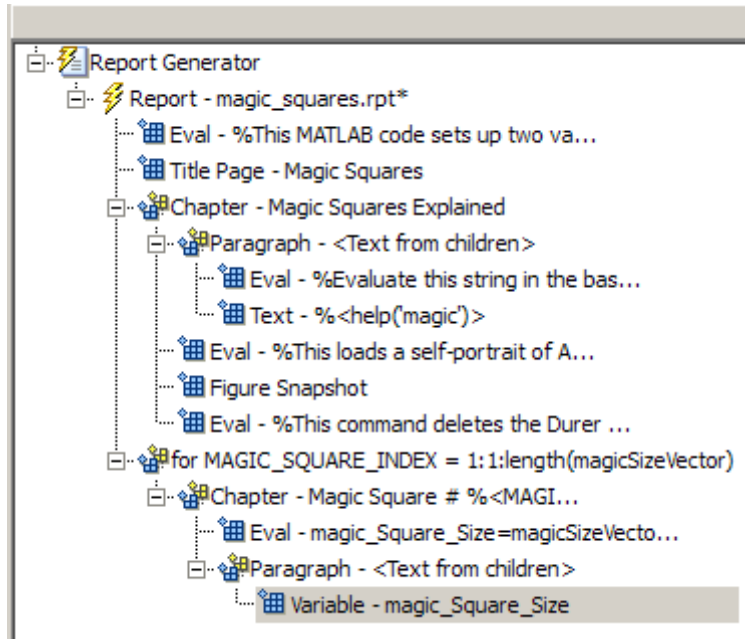 Report Generator
Report - magic_squares.rpt*
Eval - %This MATLAB code sets up two va...
Title Page - Magic Squares
Chapter - Magic Squares Explained
Paragraph - <Text from children>
Eval - %Evaluate this string in the bas...
Text - %<help('magic')>
Eval - %This loads a self-portrait of A...
Figure Snapshot
Eval - %This command deletes the Durer ...
for MAGIC_SQUARE_INDEX = 1:1:length(magicSizeVector)
Chapter - Magic Square # %<MAGI...
Eval - magic_Square_Size=magicSizeVecto...
Paragraph - <Text from children>
Variable - magic_Square_Size